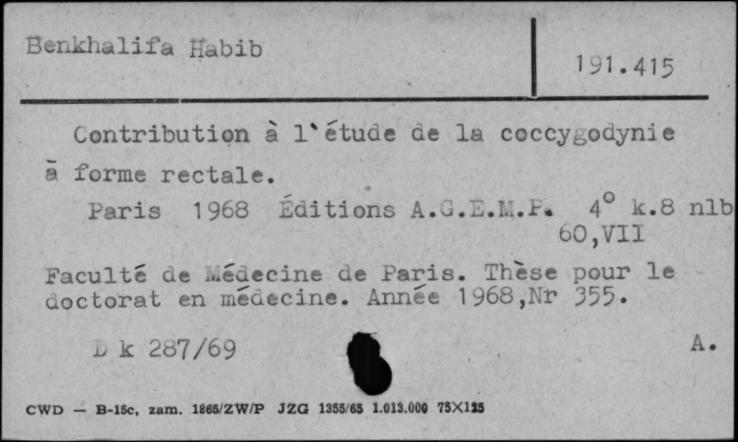 Benkhalifa Habib
191.415
Contribution à l`étude de la coccygodynie
à forme rectale.
Paris 1968 Éditions A.G.E.M.P. 4° k.8 nlb
60,VII
Faculté de Médecine de Paris. Thèse pour le
doctorat en médecine. Année 1968,Nr 355.
D k 287/69
A.
CWD — B-15c, zam. 1865/ZW/P JZG 1355/65 1.013.000 75X125